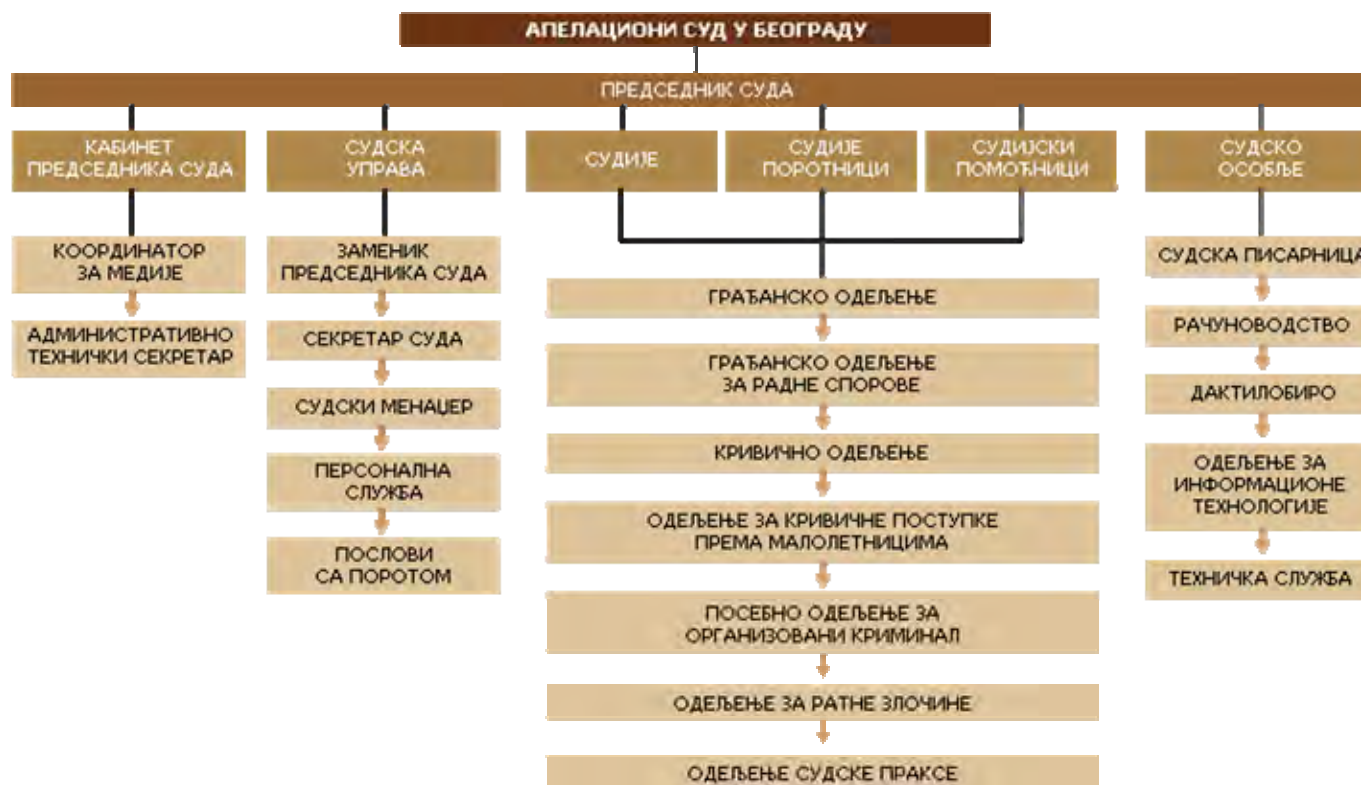 АПЕЛАЦИОНИ СУД У БЕОГРАДУ
ПРЕДСЕДНИК СУДА
КАБИНЕТ
ПРЕДСЕДНИКА СУДА
СУДСКА
УПРАВА
СУДИЈЕ
СУДИЈЕ
ПОРОТНИЦИ
СУДИЈСКИ
ПОМОЋНИЦИ
СУДСКО
ОСОБЉЕ
КООРДИНАТОР
ЗА МЕДИЈЕ
АДМИНИСТРАТИВНО
ТЕХНИЧКИ СЕКРЕТАР
ЗАМЕНИК
ПРЕДСЕДНИКА СУДА
СЕКРЕТАР СУДА
СУДСКИ МЕНАЏЕР
ПЕРСОНАЛНА
СЛУЖБА
ПОСЛОВИ
СА ПОРОТОМ
ГРАЂАНСКО ОДЕЉЕЊЕ
ГРАЂАНСКО ОДЕЉЕЊЕ
ЗА РАДНЕ СПОРОВЕ
КРИВИЧНО ОДЕЉЕЊЕ
ОДЕЉЕЊЕ ЗА КРИВИЧНЕ ПОСТУПКЕ
ПРЕМА МАЛОЛЕТНИЦИМА
ПОСЕБНО ОДЕЉЕЊЕ ЗА
ОРГАНИЗОВАНИ КРИМИНАЛ
ОДЕЉЕЊЕ ЗА РАТНЕ ЗЛОЧИНЕ
ОДЕЉЕЊЕ СУДСКЕ ПРАКСЕ
СУДСКА ПИСАРНИЦА
РАЧУНОВОДСТВО
ДАКТИЛОБИРО
ОДЕЉЕЊЕ ЗА
ИНФОРМАЦИОНЕ
ТЕХНОЛОГИЈЕ
ТЕХНИЧКА СЛУЖБА